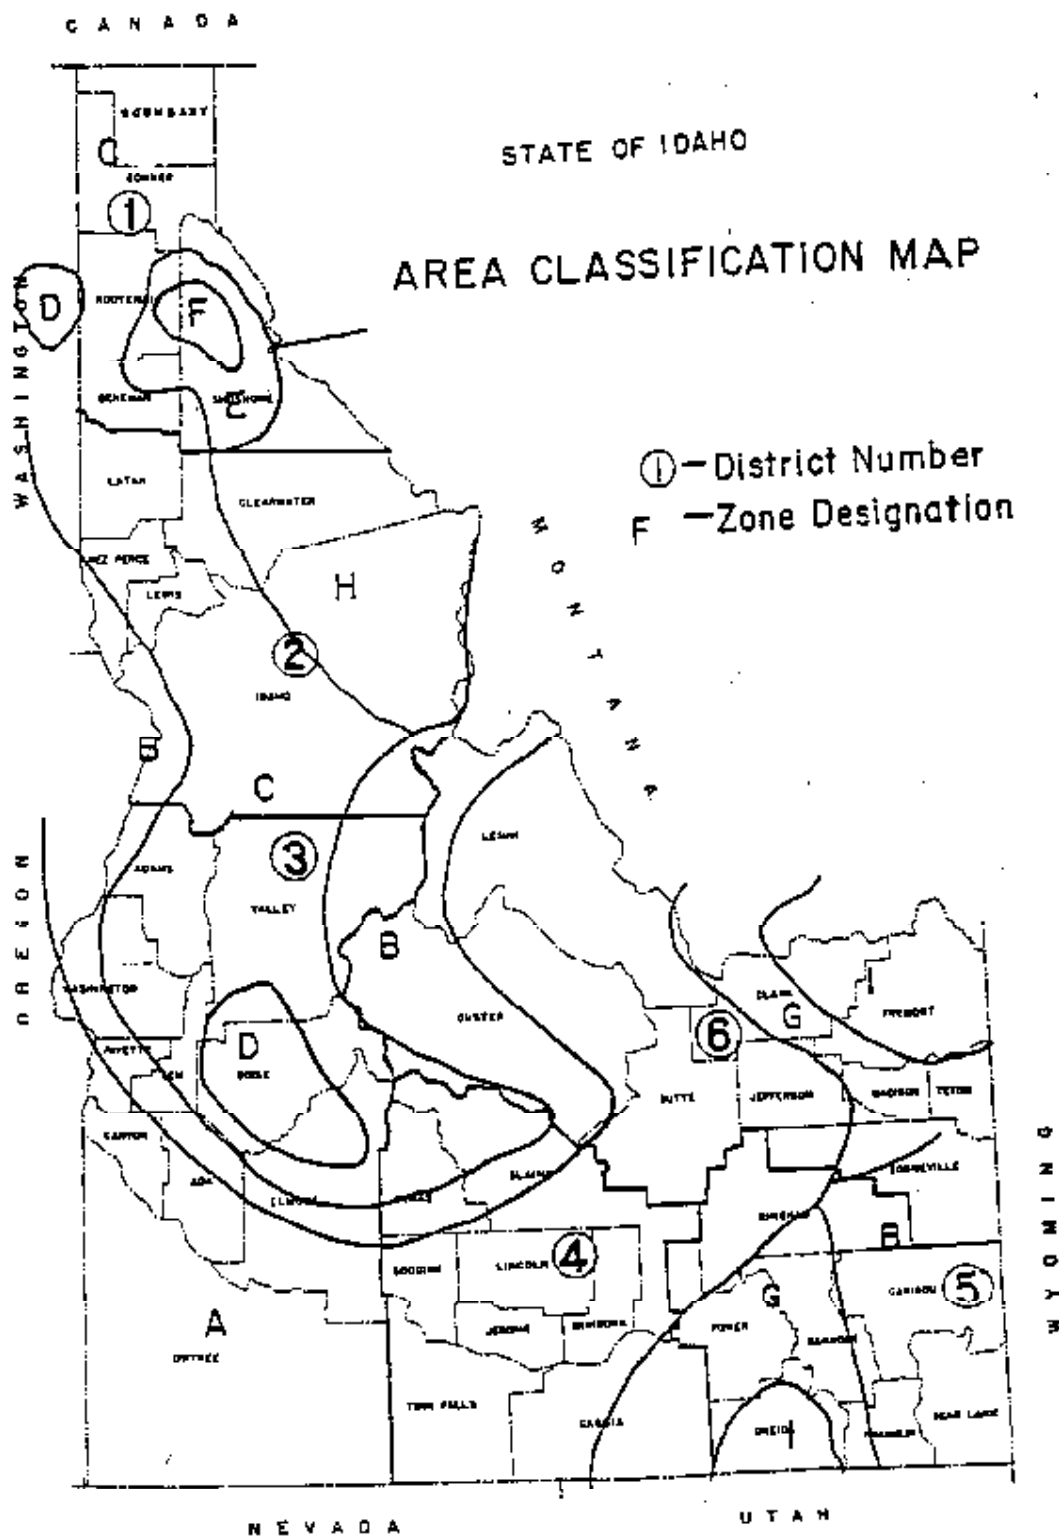 CANADA
BOUNDARY
C
BONNER
STATE OF IDAHO
1
AREA CLASSIFICATION MAP
WASHINGTON
D
KOOTENAI
F
BENEWAH
SHOSHONE
E
1 - District Number
F - Zone Designation
LATAH
CLEARWATER
NEZ PERCE
LEWIS
H
MONTANA
2
IDAHO
B
C
OREGON
3
LEMHI
ADAMS
VALLEY
B
WASHINGTON
CLARK
I
G
FREMONT
CUSTER
6
PAYETTE
GEM
D
BOISE
BUTTE
JEFFERSON
MADISON
TETON
WYOMING
CANYON
ADA
ELMORE
CAMAS
BLAINE
BONNEVILLE
BINGHAM
B
GOODING
LINCOLN
4
CARIBOU
5
A
G
JEROME
MINIDOKA
POWER
BANNOCK
OWYHEE
TWIN FALLS
CASSIA
ONEIDA
I
FRANKLIN
BEAR LAKE
NEVADA
UTAH